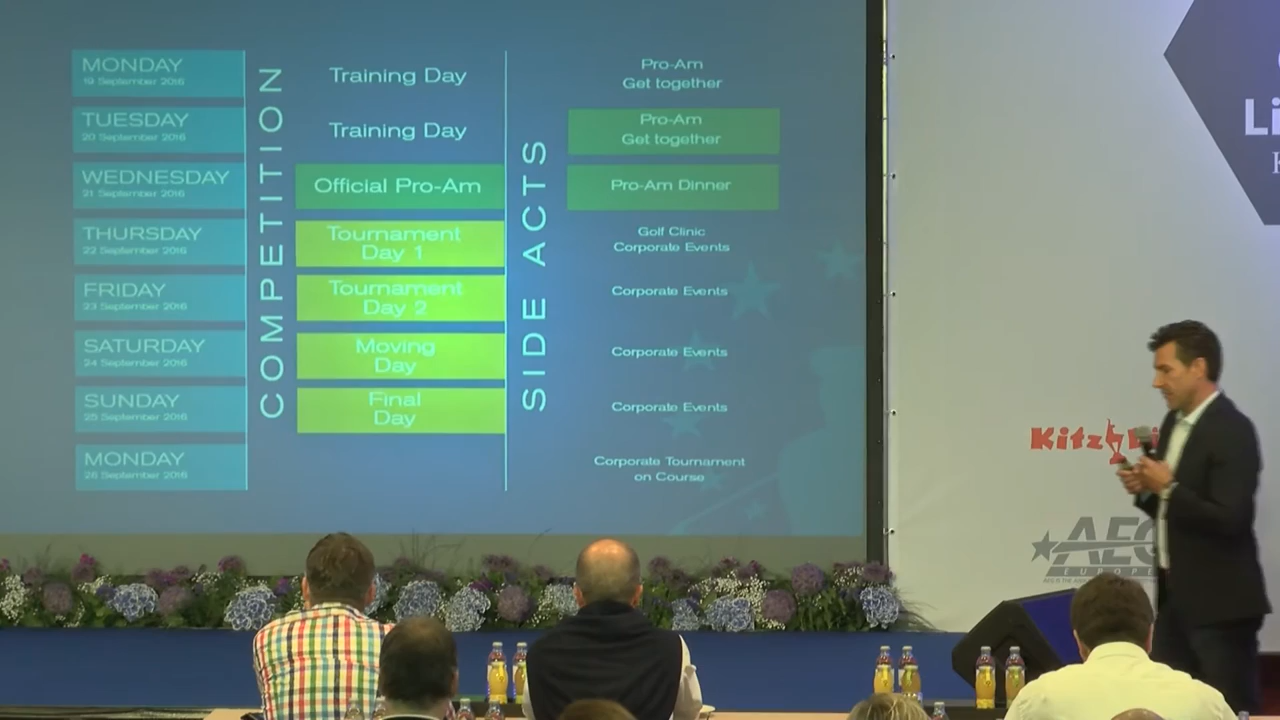 MONDAY
19 September 2016
Training Day
Pro-Am
Get together
TUESDAY
20 September 2016
Training Day
Pro-Am
Get together
WEDNESDAY
21 September 2016
Official Pro-Am
Pro-Am Dinner
THURSDAY
22 September 2016
Tournament
Day 1
Golf Clinic
Corporate Events
FRIDAY
23 September 2016
Tournament
Day 2
Corporate Events
SATURDAY
24 September 2016
Moving
Day
Corporate Events
SUNDAY
25 September 2016
Final
Day
Corporate Events
MONDAY
26 September 2016
Corporate Tournament
on Course
COMPETITION
SIDE ACTS
Li
K
Kitz
AEG
EUROPE